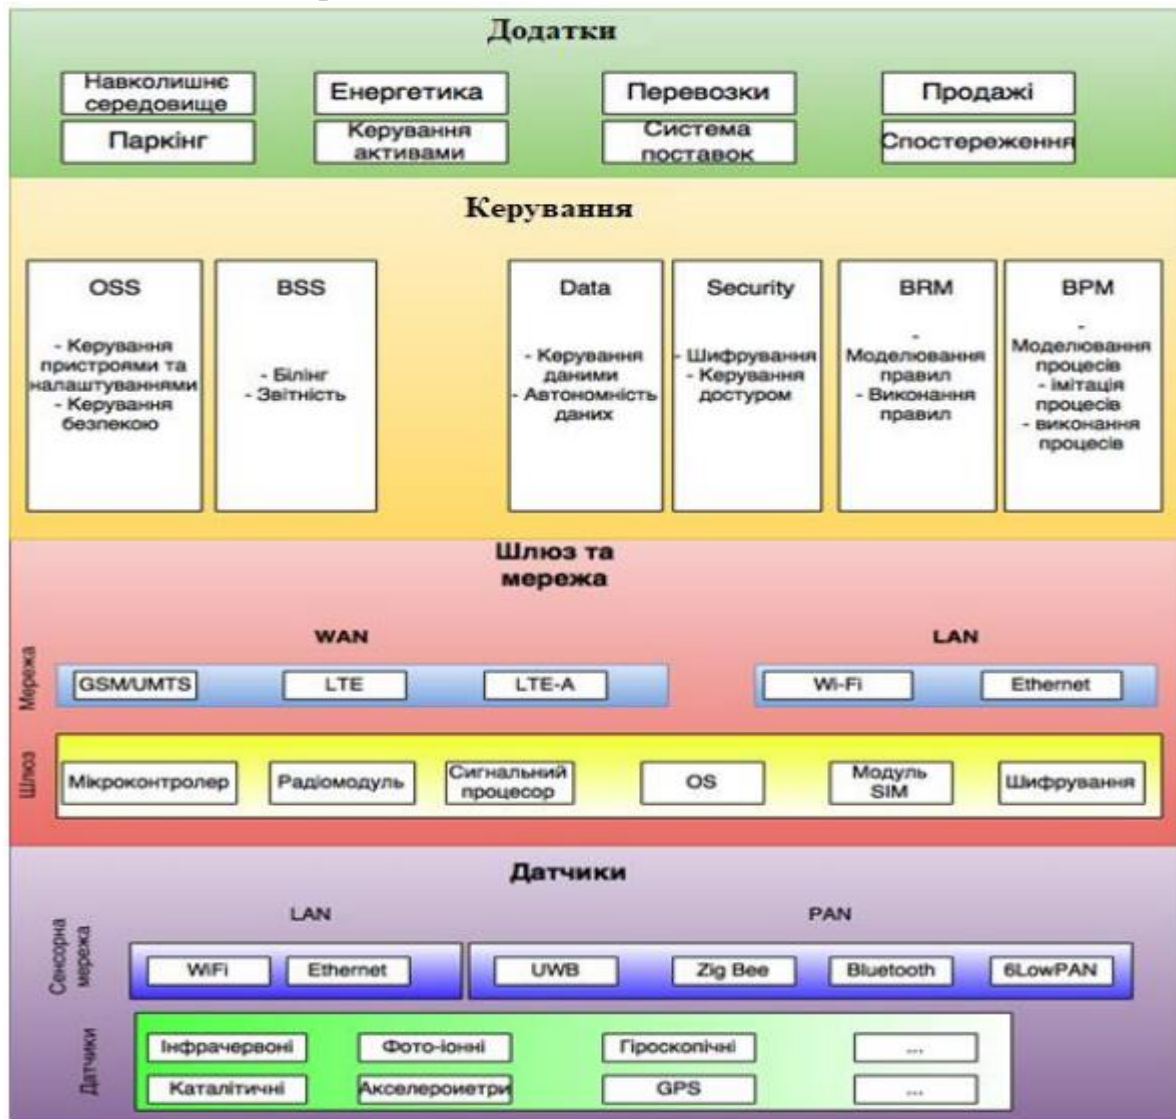 Додатки
Навколишнє
середовище
Енергетика
Перевозки
Продажі
Паркінг
Керування
активами
Система
поставок
Спостереження
Керування
OSS
- Керування
пристроями та
налаштуваннями
- Керування
безпекою
BSS
- Білінг
- Звітність
Data
- Керування
даними
- Автономність
даних
Security
- Шифрування
- Керування
достуром
BRM
-
Моделювання
правил
- Виконання
правил
BPM
-
Моделювання
процесів
- імітація
процесів
- виконання
процесів
Шлюз та
мережа
Мережа
WAN
LAN
GSM/UMTS
LTE
LTE-A
Wi-Fi
Ethernet
Шлюз
Мікроконтролер
Радіомодуль
Сигнальний
процесор
OS
Модуль
SIM
Шифрування
Датчики
Сенсорна
мережа
LAN
PAN
WiFi
Ethernet
UWB
Zig Bee
Bluetooth
6LowPAN
Датчики
Інфрачервоні
Фото-іонні
Гіроскопічні
...
Каталітичні
Акселероиетри
GPS
...